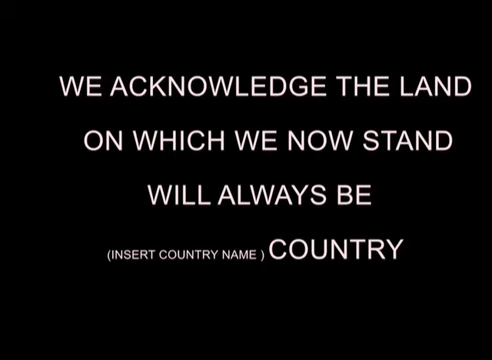 WE ACKNOWLEDGE THE LAND
ON WHICH WE NOW STAND
WILL ALWAYS BE
(INSERT COUNTRY NAME ) COUNTRY